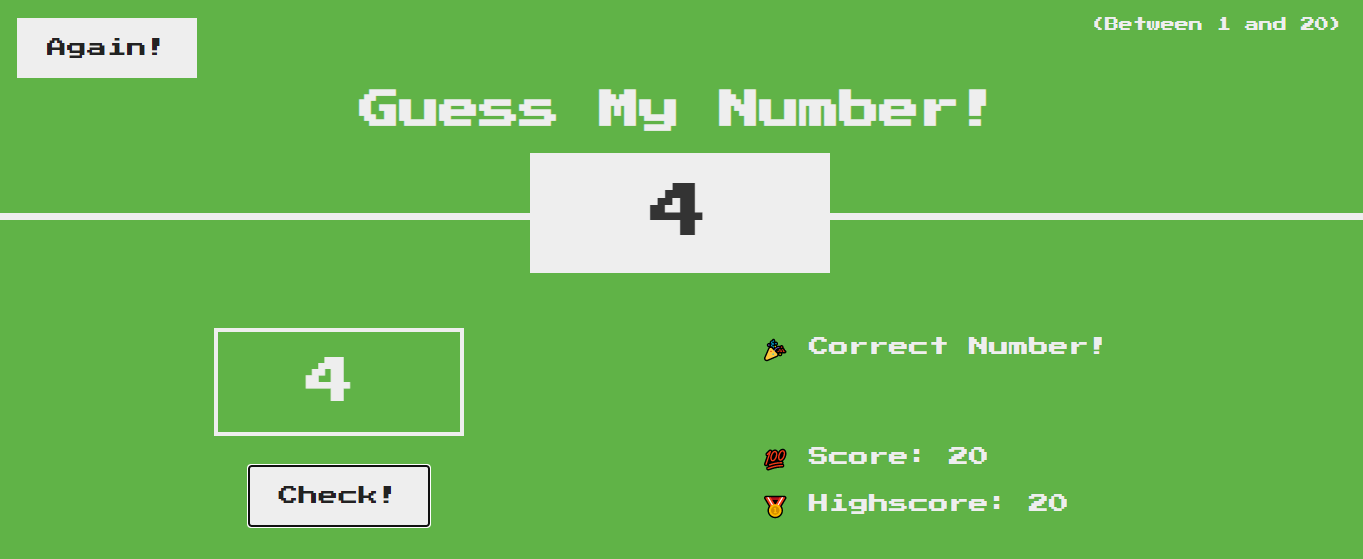 Again!
(Between 1 and 20)
Guess My Number!
4
4
Check!
🎉 Correct Number!
💯 Score: 20
🥇 Highscore: 20